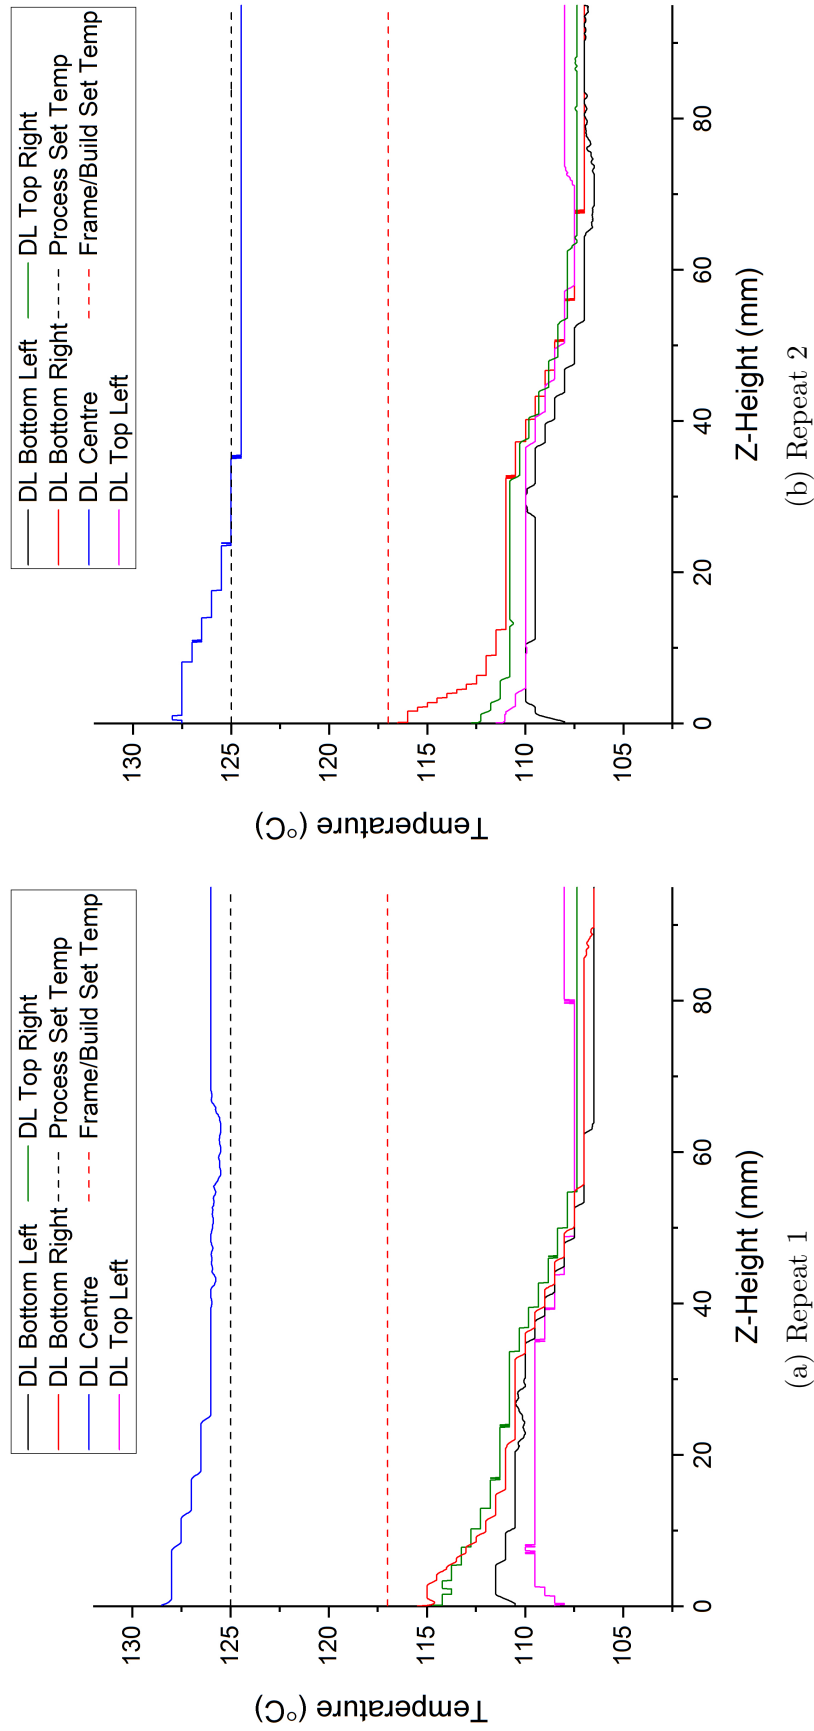 DL Bottom Left DL Top Right
DL Bottom Right Process Set Temp
DL Centre Frame/Build Set Temp
DL Top Left
130
125
120
115
110
105
Temperature (°C)
0 20 40 60 80
Z-Height (mm)
(a) Repeat 1
DL Bottom Left DL Top Right
DL Bottom Right Process Set Temp
DL Centre Frame/Build Set Temp
DL Top Left
130
125
120
115
110
105
Temperature (°C)
0 20 40 60 80
Z-Height (mm)
(b) Repeat 2